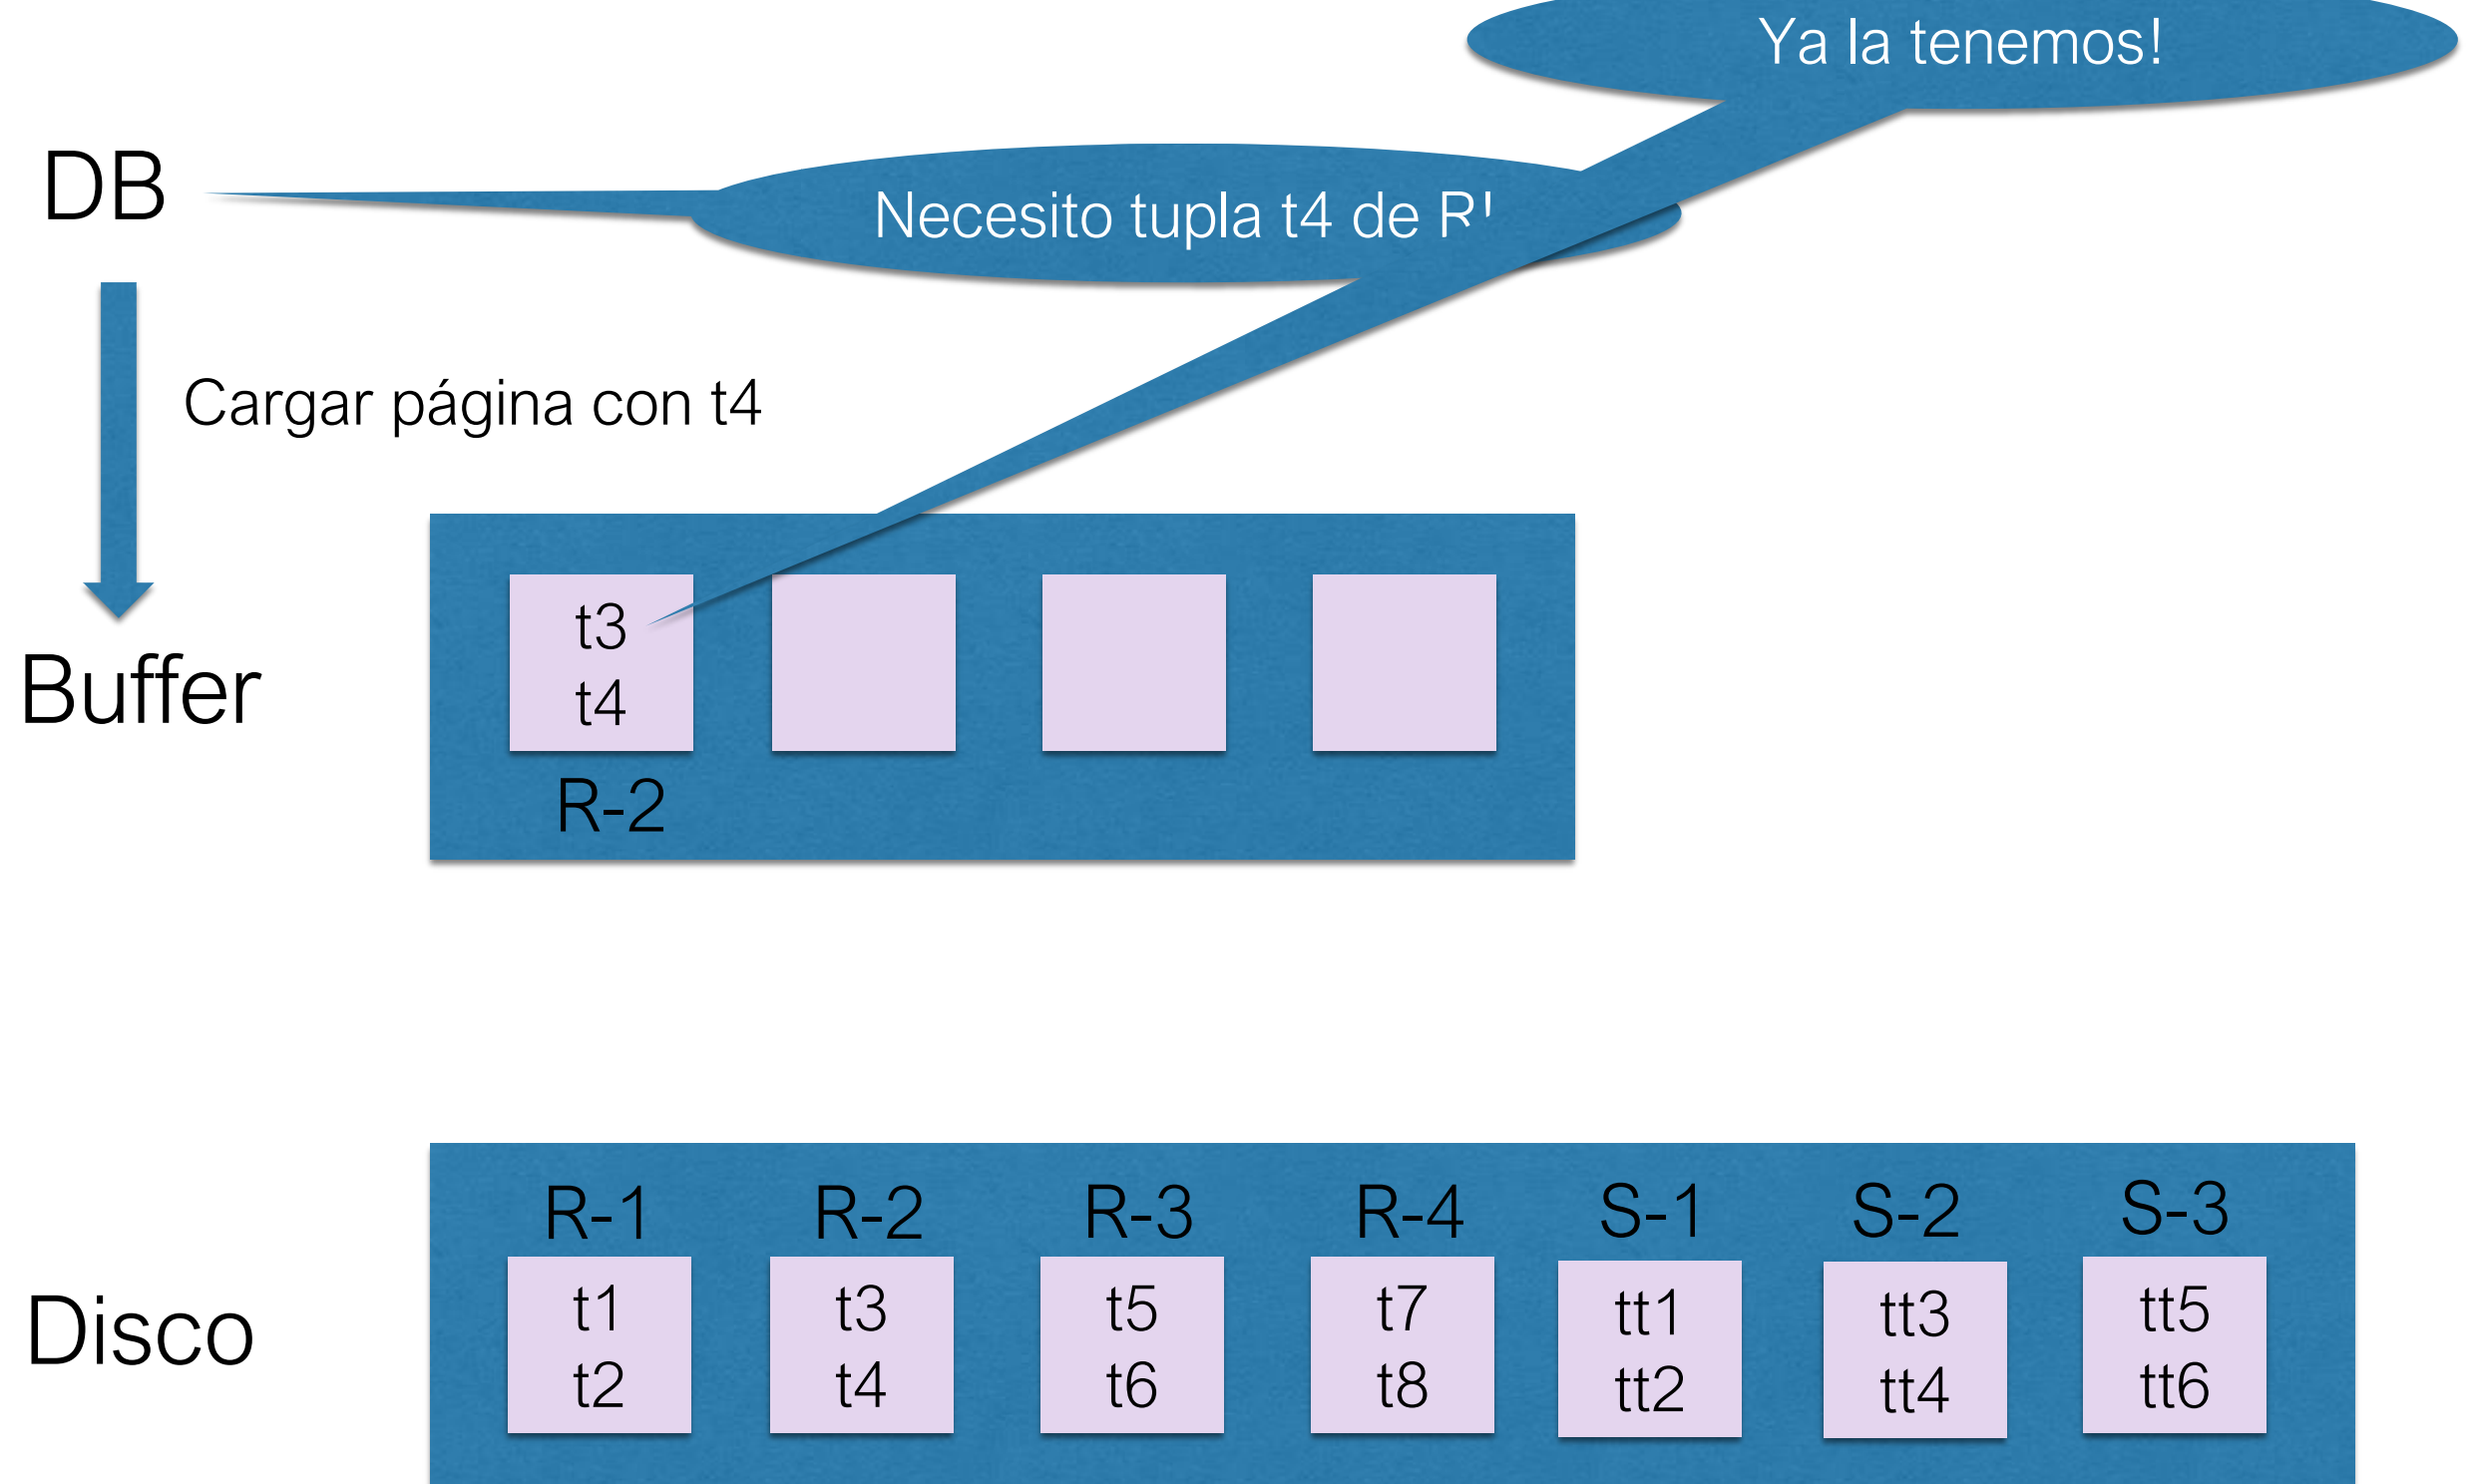 Ya la tenemos!
DB
Necesito tupla t4 de R!
Cargar página con t4
Buffer
t3
t4
R-2
R-1 R-2 R-3 R-4 S-1 S-2 S-3
Disco
t1 t3 t5 t7 tt1 tt3 tt5
t2 t4 t6 t8 tt2 tt4 tt6